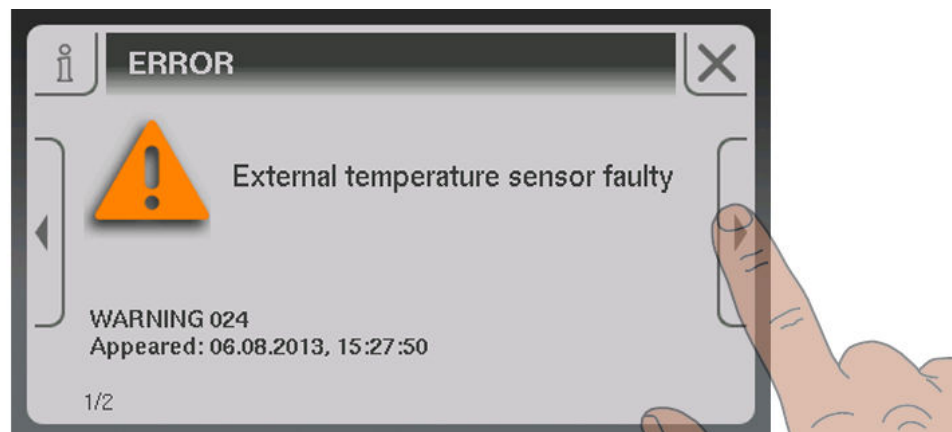 ERROR
External temperature sensor faulty
WARNING 024
Appeared: 06.08.2013, 15:27:50
1/2